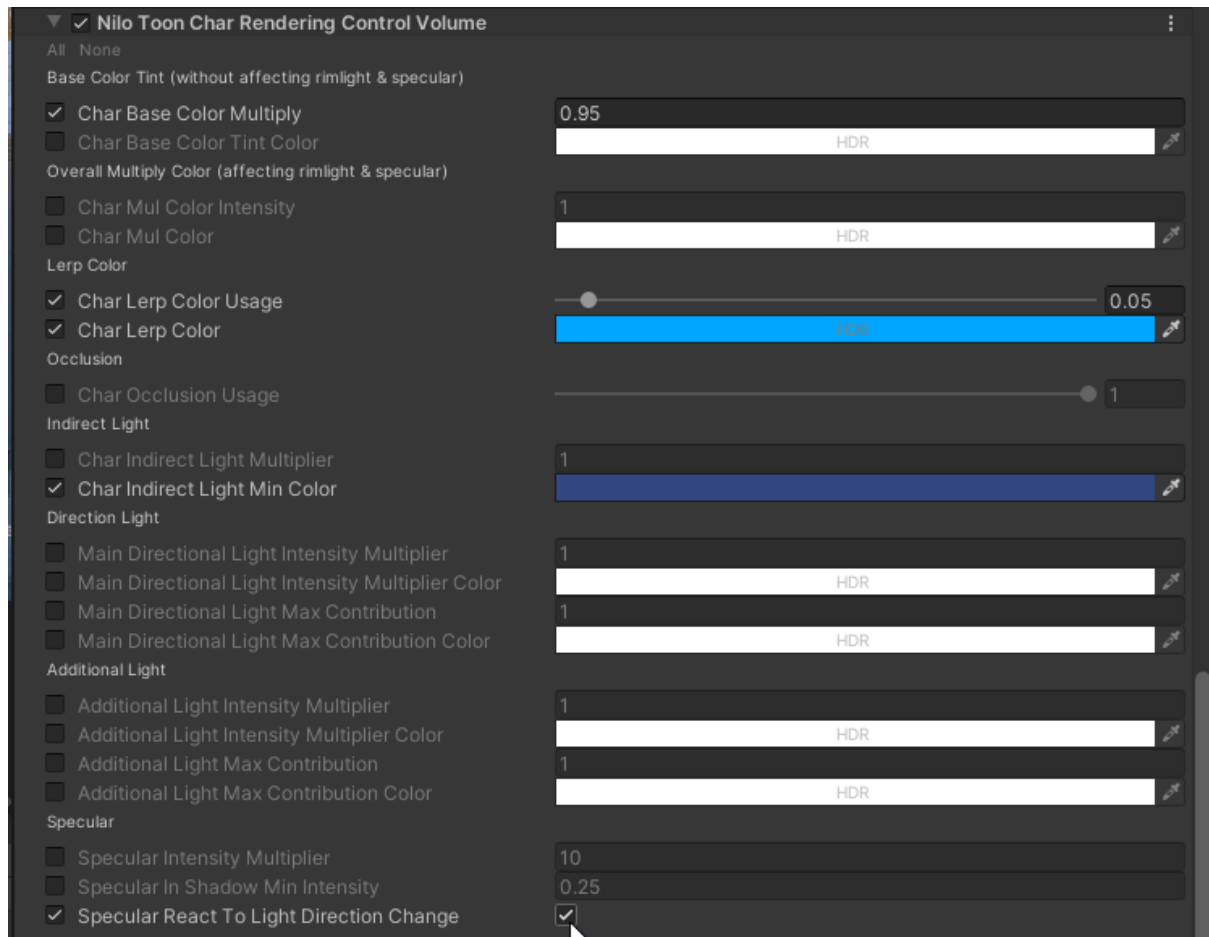 Nilo Toon Char Rendering Control Volume
All None
Base Color Tint (without affecting rimlight & specular)
Char Base Color Multiply 0.95
Char Base Color Tint Color HDR
Overall Multiply Color (affecting rimlight & specular)
Char Mul Color Intensity 1
Char Mul Color HDR
Lerp Color
Char Lerp Color Usage 0.05
Char Lerp Color HDR
Occlusion
Char Occlusion Usage 1
Indirect Light
Char Indirect Light Multiplier 1
Char Indirect Light Min Color
Direction Light
Main Directional Light Intensity Multiplier 1
Main Directional Light Intensity Multiplier Color HDR
Main Directional Light Max Contribution 1
Main Directional Light Max Contribution Color HDR
Additional Light
Additional Light Intensity Multiplier 1
Additional Light Intensity Multiplier Color HDR
Additional Light Max Contribution 1
Additional Light Max Contribution Color HDR
Specular
Specular Intensity Multiplier 10
Specular In Shadow Min Intensity 0.25
Specular React To Light Direction Change